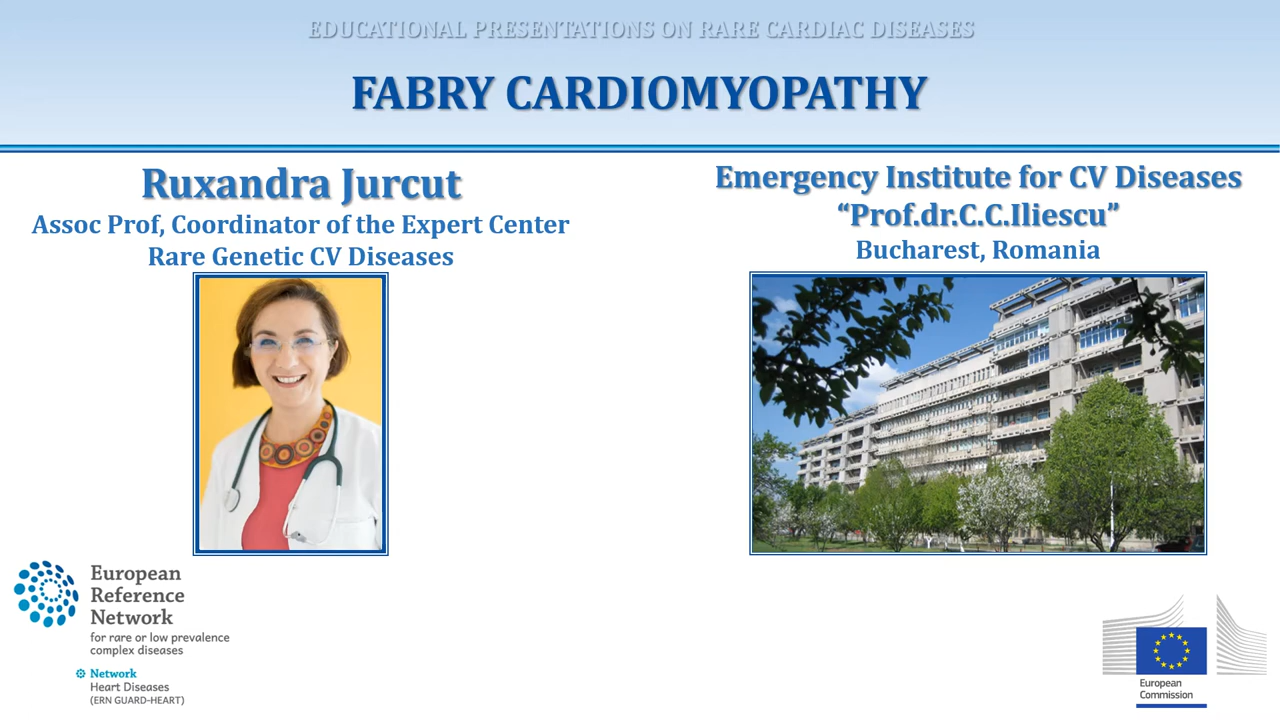 EDUCATIONAL PRESENTATIONS ON RARE CARDIAC DISEASES
FABRY CARDIOMYOPATHY
Ruxandra Jurcut
Assoc Prof, Coordinator of the Expert Center
Rare Genetic CV Diseases
Emergency Institute for CV Diseases
“Prof.dr.C.C.Iliescu”
Bucharest, Romania
European
Reference
Network
for rare or low prevalence
complex diseases
Network
Heart Diseases
(ERN GUARD-HEART)
European
Commission